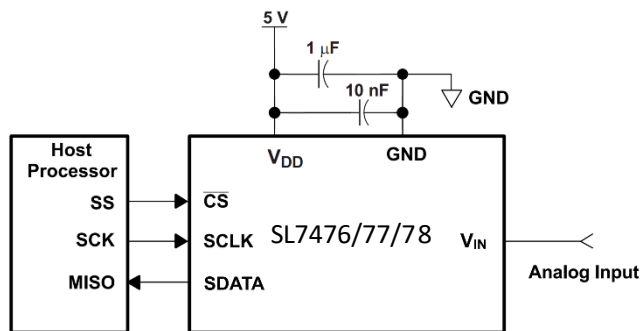 5 V
1 μF
10 nF
GND
Host
Processor
VDD
GND
SS
CS
SCK
SCLK
SL7476/77/78
VIN
MISO
SDATA
Analog Input